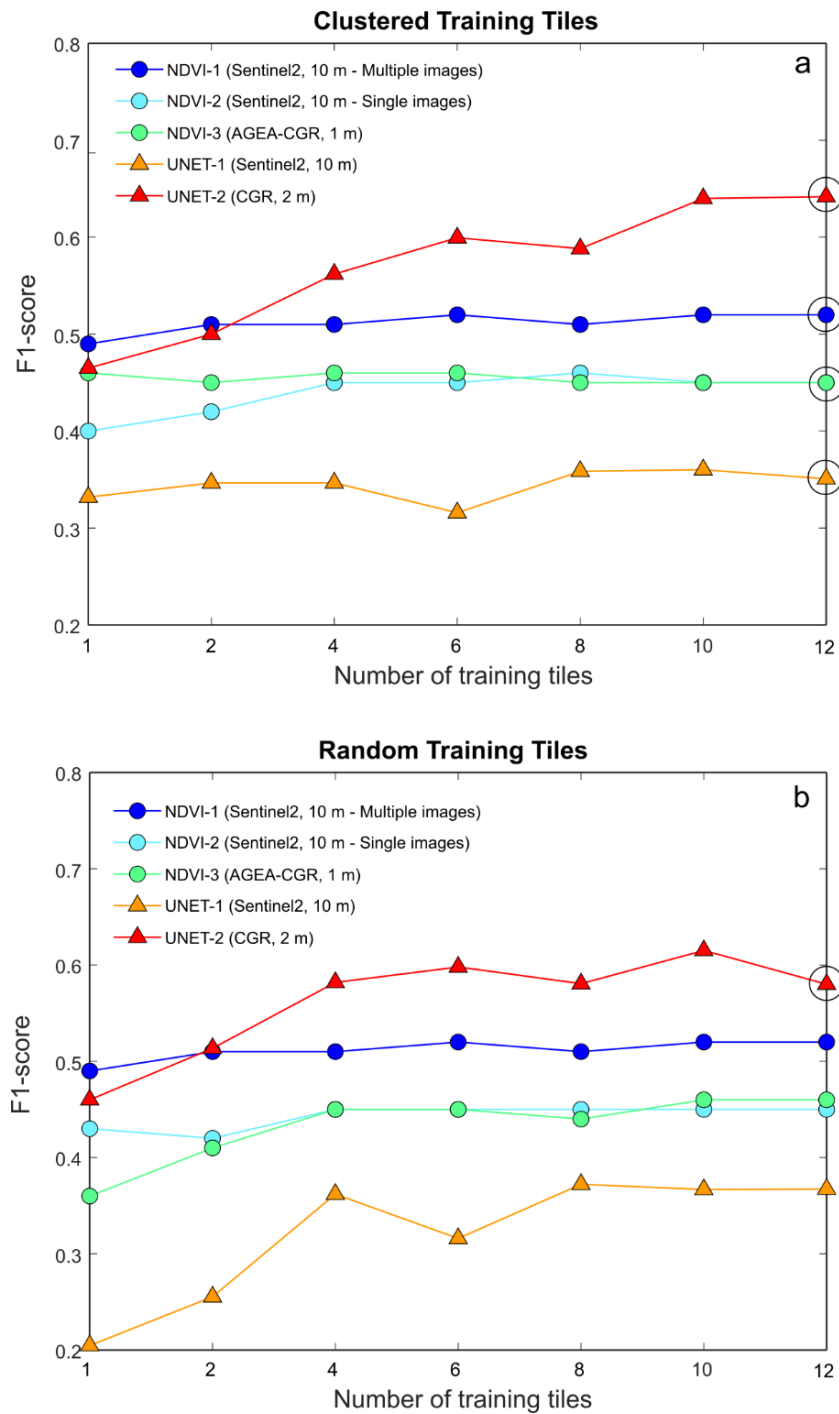 Clustered Training Tiles
a
NDVI-1 (Sentinel2, 10 m - Multiple images)
NDVI-2 (Sentinel2, 10 m - Single images)
NDVI-3 (AGEA-CGR, 1 m)
UNET-1 (Sentinel2, 10 m)
UNET-2 (CGR, 2 m)
F1-score
0.8
0.7
0.6
0.5
0.4
0.3
0.2
1 2 4 6 8 10 12
Number of training tiles
Random Training Tiles
b
NDVI-1 (Sentinel2, 10 m - Multiple images)
NDVI-2 (Sentinel2, 10 m - Single images)
NDVI-3 (AGEA-CGR, 1 m)
UNET-1 (Sentinel2, 10 m)
UNET-2 (CGR, 2 m)
F1-score
0.8
0.7
0.6
0.5
0.4
0.3
0.2
1 2 4 6 8 10 12
Number of training tiles